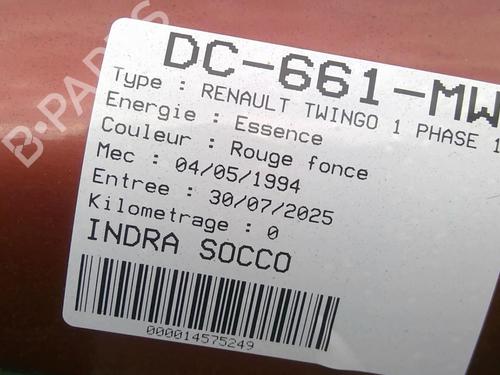 DC-661-MW
Type : RENAULT TWINGO 1 PHASE 1
Energie : Essence
Couleur : Rouge fonce
Mec : 04/05/1994
Entree : 30/07/2025
Kilometrage : 0
INDRA SOCCO
000014575249
B-PARTS